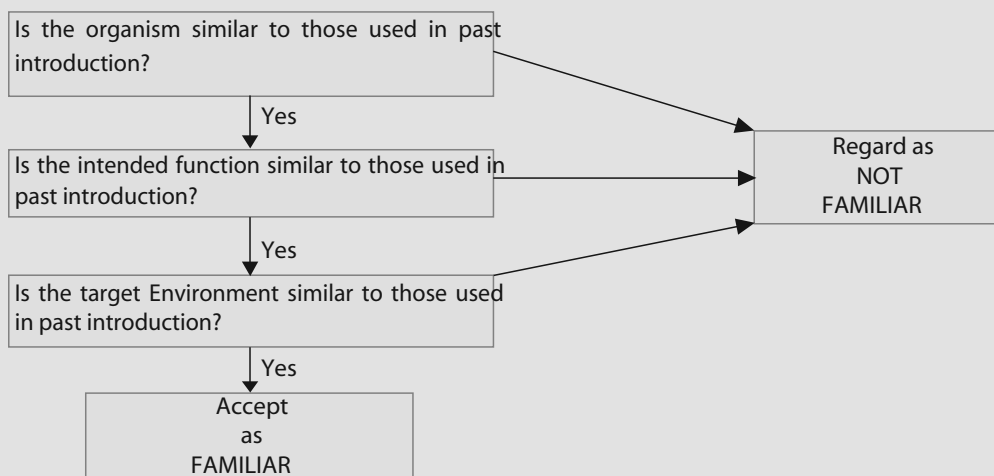 Is the organism similar to those used in past
introduction?
Yes
Is the intended function similar to those used in
past introduction?
Yes
Is the target Environment similar to those used
in past introduction?
Yes
Accept
as
FAMILIAR
Regard as
NOT
FAMILIAR